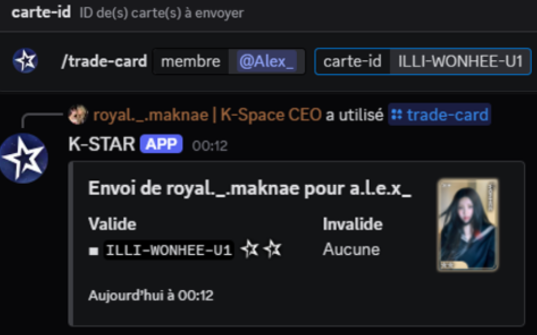 carte-id ID de(s) carte(s) à envoyer
/trade-card membre @Alex_ carte-id ILLI-WONHEE-U1
royal._.maknae | K-Space CEO a utilisé trade-card
K-STAR APP 00:12
Envoi de royal._.maknae pour a.l.e.x_
Valide Invalide
ILLI-WONHEE-U1 Aucune
Aujourd'hui à 00:12